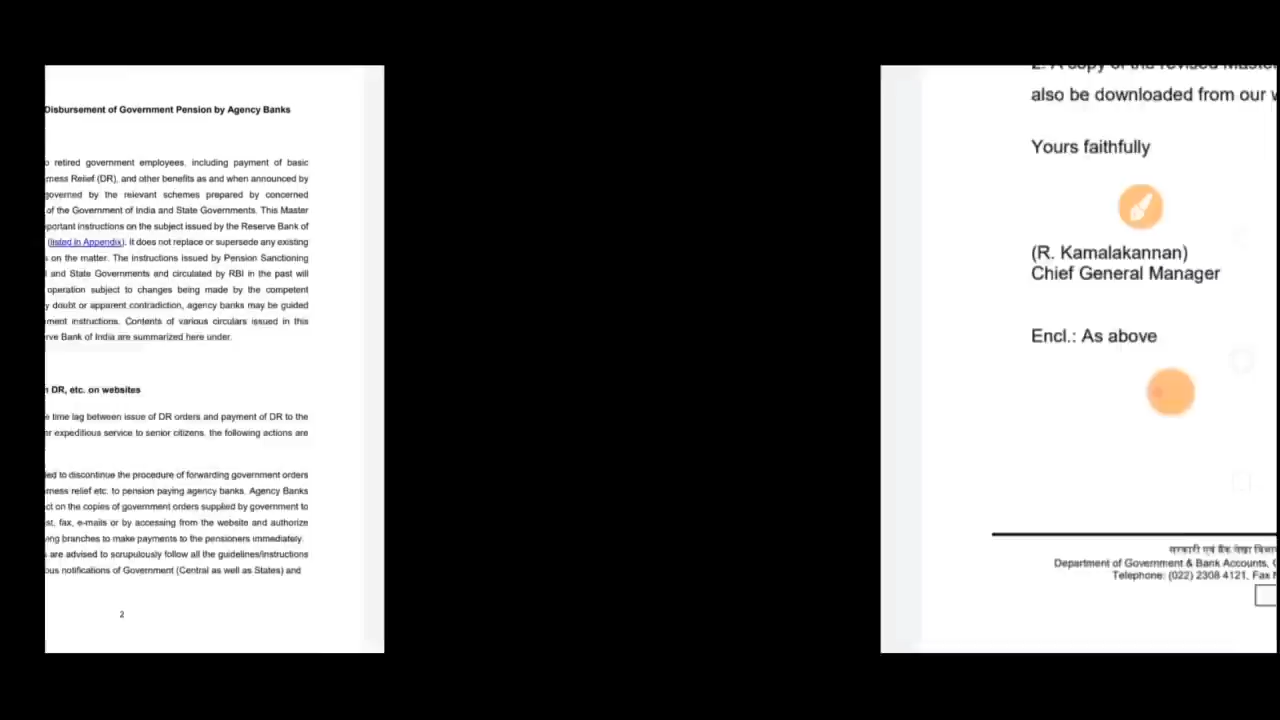 Disbursement of Government Pension by Agency Banks
retired government employees, including payment of basic
Relief (DR), and other benefits as and when announced by
governed by the relevant schemes prepared by concerned
of the Government of India and State Governments. This Master
instructions on the subject issued by the Reserve Bank of
(listed in Appendix). It does not replace or supersede any existing
on the matter. The instructions issued by Pension Sanctioning
and State Governments and circulated by RBI in the past will
operation subject to changes being made by the competent
doubt or apparent contradiction, agency banks may be guided
instructions. Contents of various circulars issued in this
Bank of India are summarized here under.
DR, etc. on websites
time lag between issue of DR orders and payment of DR to the
expeditious service to senior citizens, the following actions are
to discontinue the procedure of forwarding government orders
relief etc. to pension paying agency banks. Agency Banks
on the copies of government orders supplied by government to
fax, e-mails or by accessing from the website and authorize
branches to make payments to the pensioners immediately.
are advised to scrupulously follow all the guidelines/instructions
notifications of Government (Central as well as States) and
2
2. A copy of the revised Master
also be downloaded from our
Yours faithfully
(R. Kamalakannan)
Chief General Manager
Encl.: As above
सरकारी एवं बैंक लेखा
Department of Government & Bank Accounts,
Telephone: (022) 2308 4121, Fax